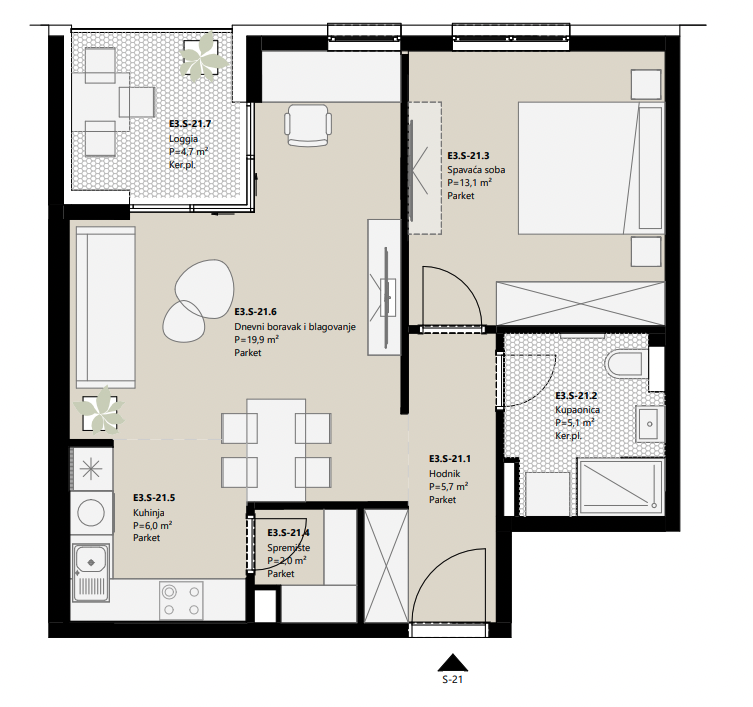 E3.S-21.7
Loggia
P=4,7 m²
Ker.pl.
E3.S-21.3
Spavaća soba
P=13,1 m²
Parket
E3.S-21.6
Dnevni boravak i blagovanje
P=19,9 m²
Parket
E3.S-21.2
Kupaonica
P=5,1 m²
Ker.pl.
E3.S-21.1
Hodnik
P=5,7 m²
Parket
E3.S-21.5
Kuhinja
P=6,0 m²
Parket
E3.S-21.4
Spremište
P=2,0 m²
Parket
S-21